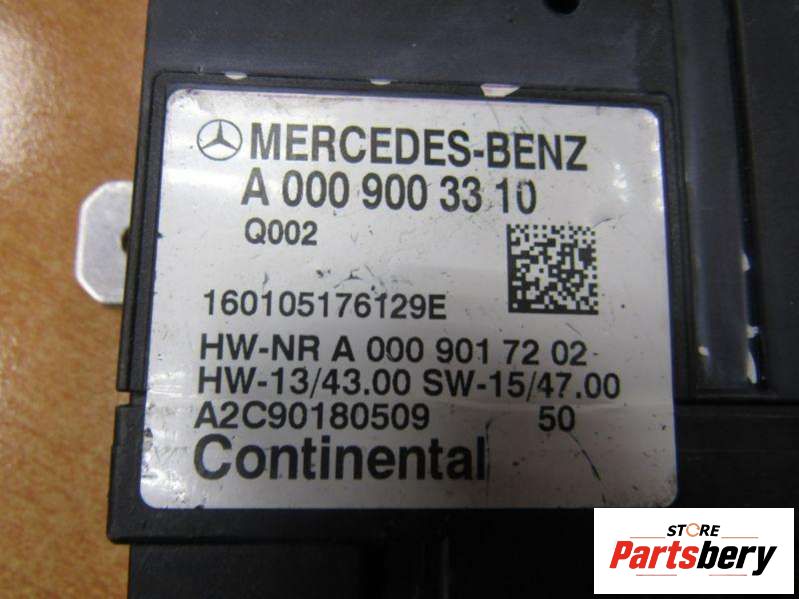 MERCEDES-BENZ
A 000 900 33 10
Q002
160105176129E
HW-NR A 000 901 72 02
HW-13/43.00 SW-15/47.00
A2C90180509 50
Continental
STORE
Partsbery